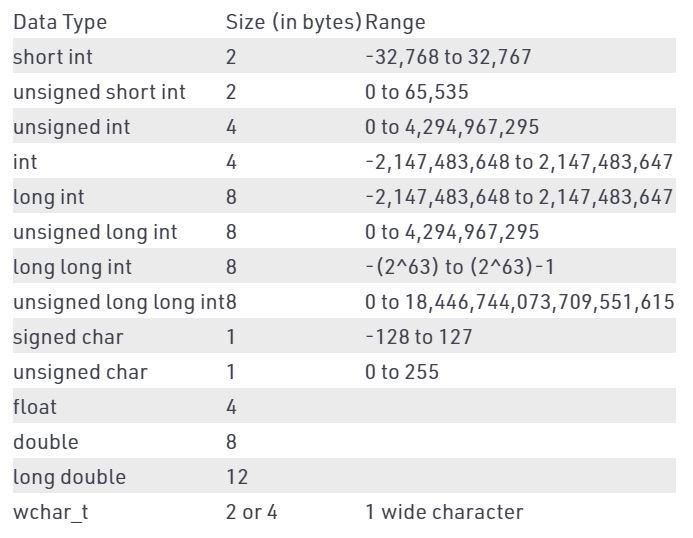 Data Type Size (in bytes) Range
short int 2 -32,768 to 32,767
unsigned short int 2 0 to 65,535
unsigned int 4 0 to 4,294,967,295
int 4 -2,147,483,648 to 2,147,483,647
long int 8 -2,147,483,648 to 2,147,483,647
unsigned long int 8 0 to 4,294,967,295
long long int 8 -(2^63) to (2^63)-1
unsigned long long int 8 0 to 18,446,744,073,709,551,615
signed char 1 -128 to 127
unsigned char 1 0 to 255
float 4
double 8
long double 12
wchar_t 2 or 4 1 wide character